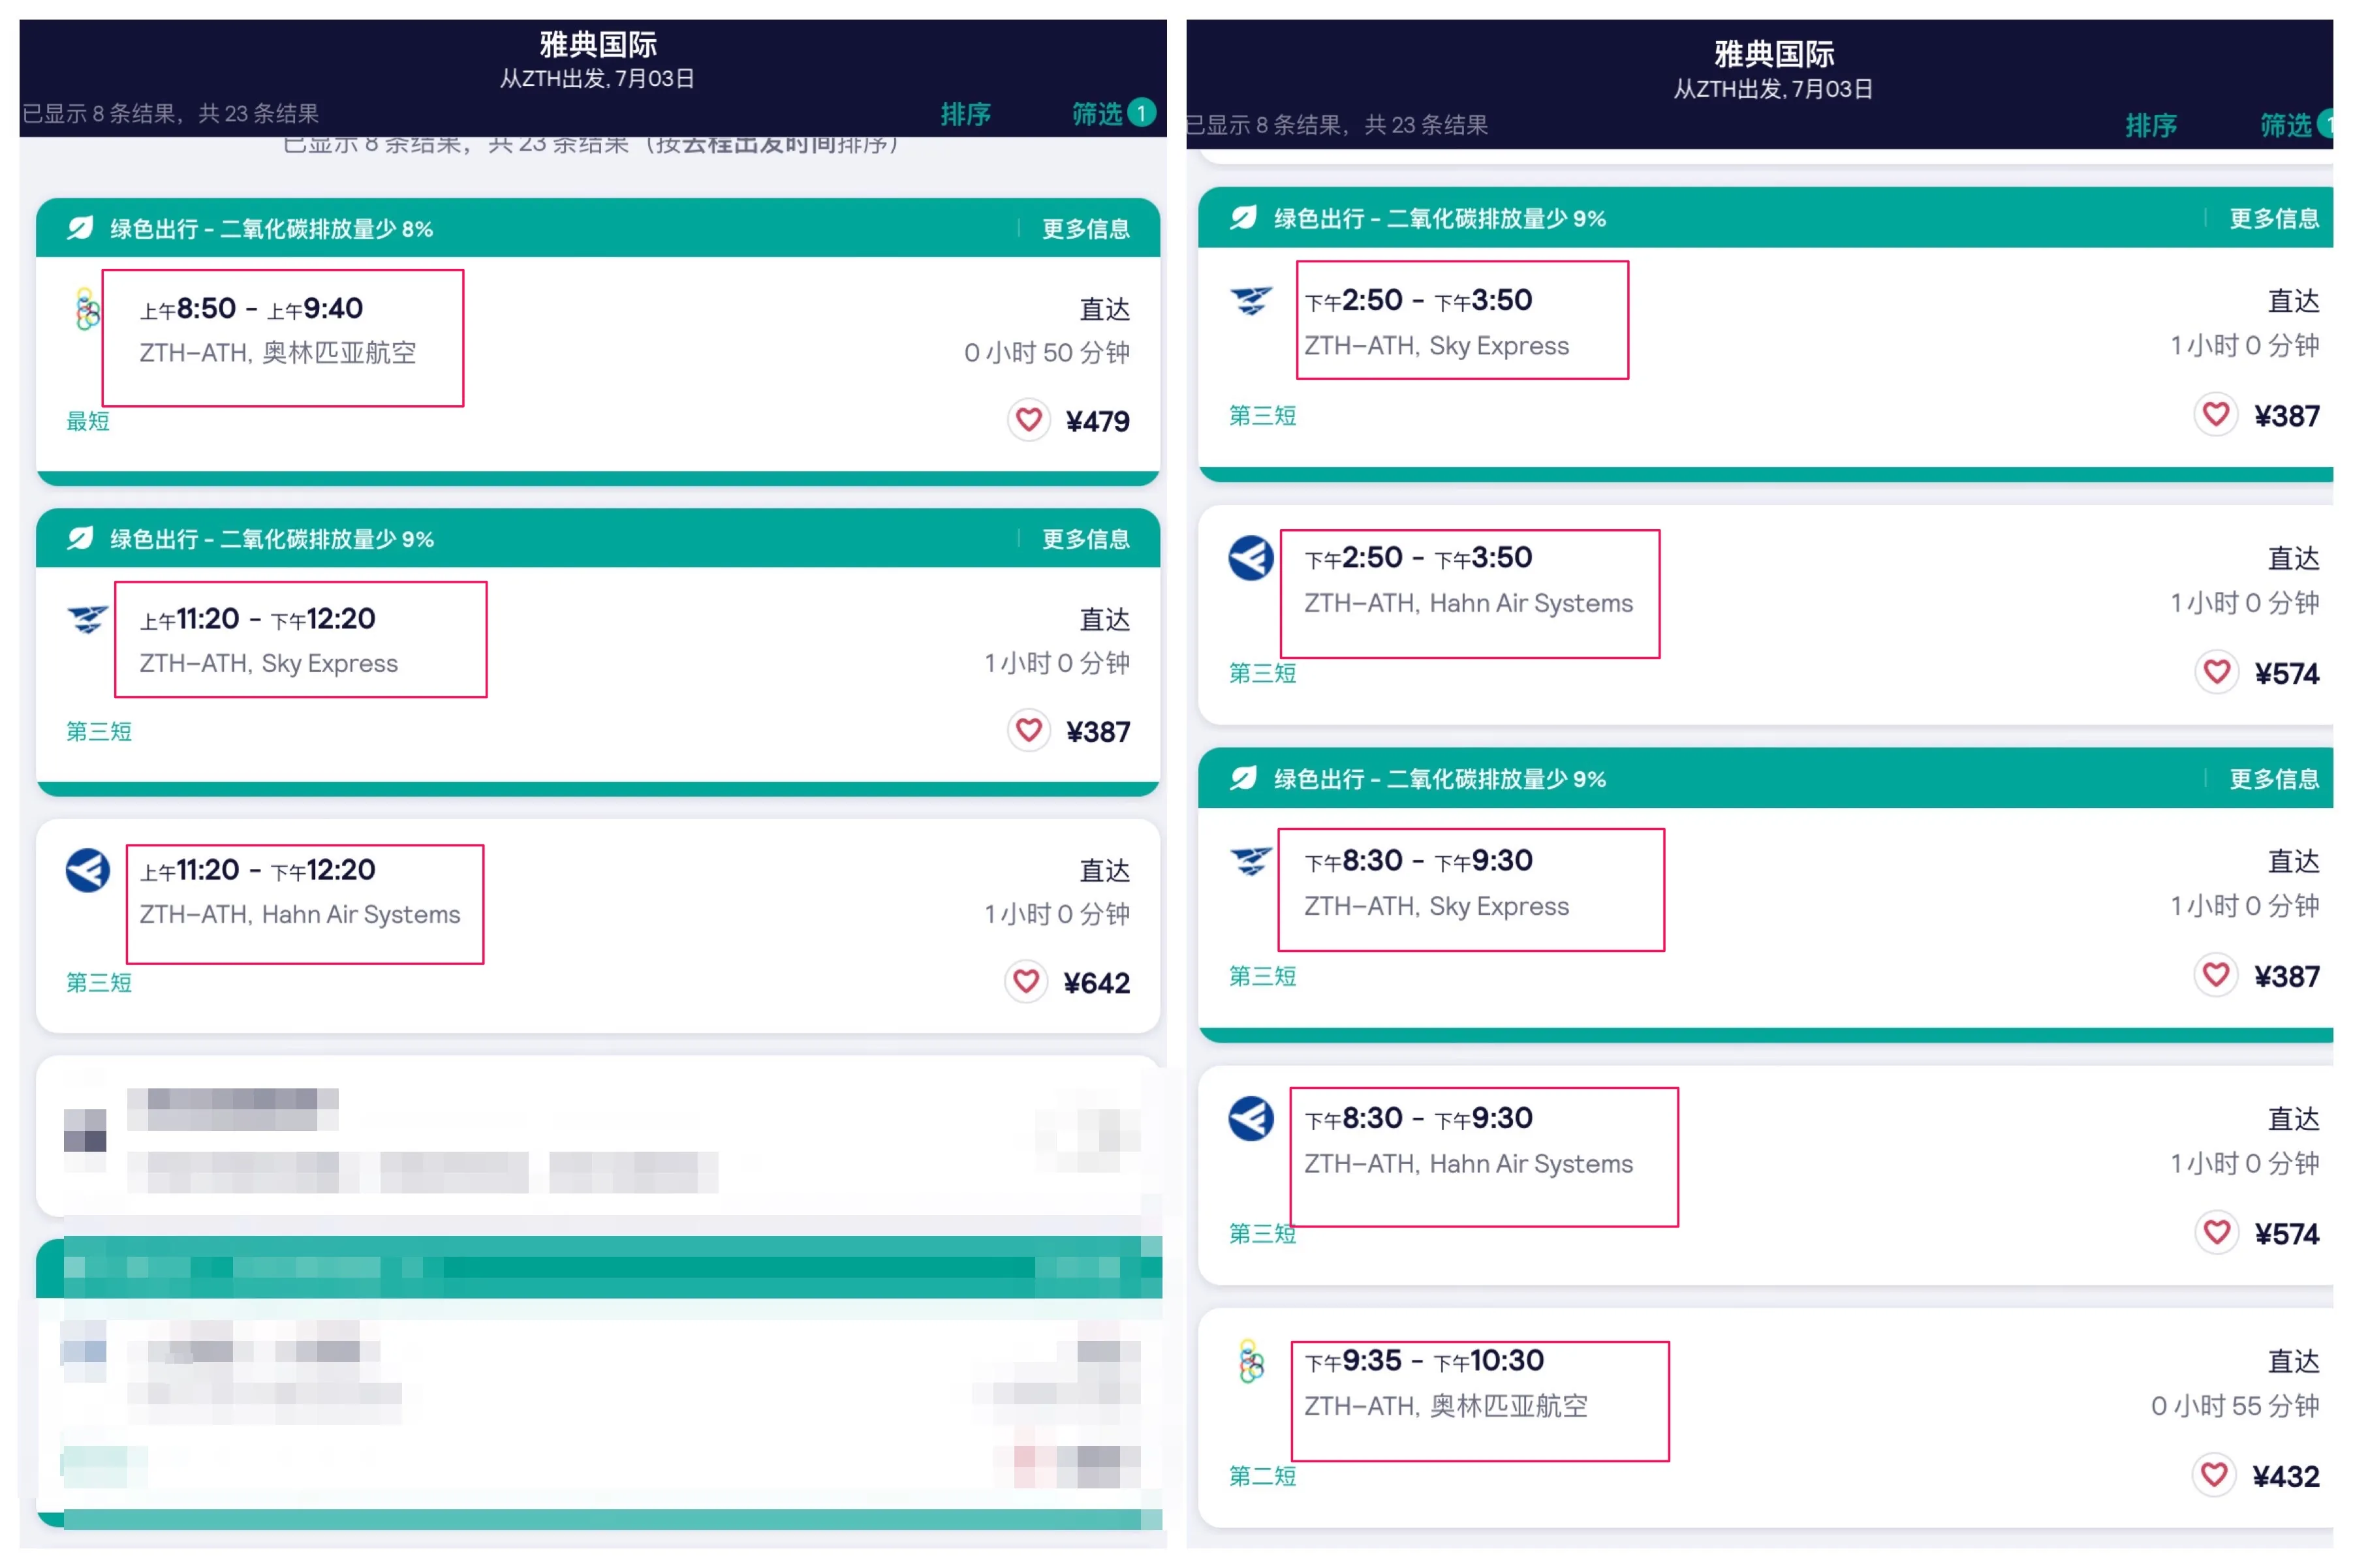 雅典国际
从ZTH出发, 7月03日
已显示 8 条结果，共 23 条结果
排序
筛选 1
已显示 8 条结果，共 23 条结果（按去程出发时间排序）
绿色出行 – 二氧化碳排放量少 8%
更多信息
上午8:50 – 上午9:40
直达
ZTH–ATH, 奥林匹亚航空
0 小时 50 分钟
最短
¥479
绿色出行 – 二氧化碳排放量少 9%
更多信息
上午11:20 – 下午12:20
直达
ZTH–ATH, Sky Express
1 小时 0 分钟
第三短
¥387
上午11:20 – 下午12:20
直达
ZTH–ATH, Hahn Air Systems
1 小时 0 分钟
第三短
¥642
雅典国际
从ZTH出发, 7月03日
已显示 8 条结果，共 23 条结果
排序
筛选 1
绿色出行 – 二氧化碳排放量少 9%
更多信息
下午2:50 – 下午3:50
直达
ZTH–ATH, Sky Express
1 小时 0 分钟
第三短
¥387
下午2:50 – 下午3:50
直达
ZTH–ATH, Hahn Air Systems
1 小时 0 分钟
第三短
¥574
绿色出行 – 二氧化碳排放量少 9%
更多信息
下午8:30 – 下午9:30
直达
ZTH–ATH, Sky Express
1 小时 0 分钟
第三短
¥387
下午8:30 – 下午9:30
直达
ZTH–ATH, Hahn Air Systems
1 小时 0 分钟
第三短
¥574
下午9:35 – 下午10:30
直达
ZTH–ATH, 奥林匹亚航空
0 小时 55 分钟
第二短
¥432